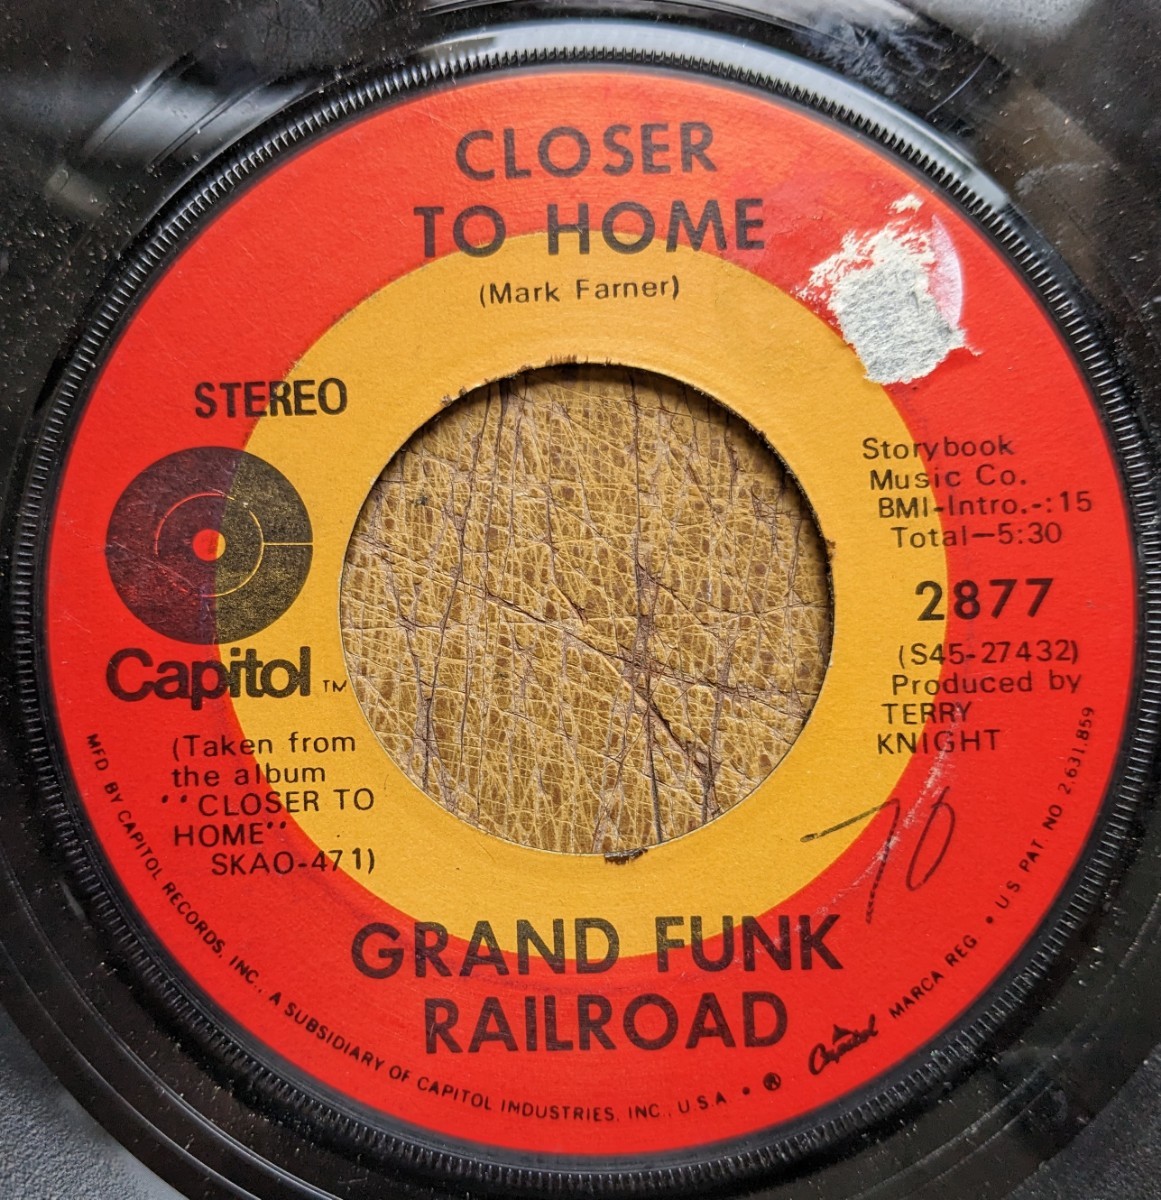 CLOSER
TO HOME
(Mark Farner)
STEREO
Capitol TM
(Taken from
the album
"CLOSER TO
HOME"
SKAO-471)
Storybook
Music Co.
BMI-Intro.-:15
Total—5:30
2877
(S45-27432)
Produced by
TERRY
KNIGHT
76
GRAND FUNK
RAILROAD
MFD BY CAPITOL RECORDS, INC., A SUBSIDIARY OF CAPITOL INDUSTRIES, INC., U.S.A • ® Capitol MARCA REG • U S PAT NO 2,631,859